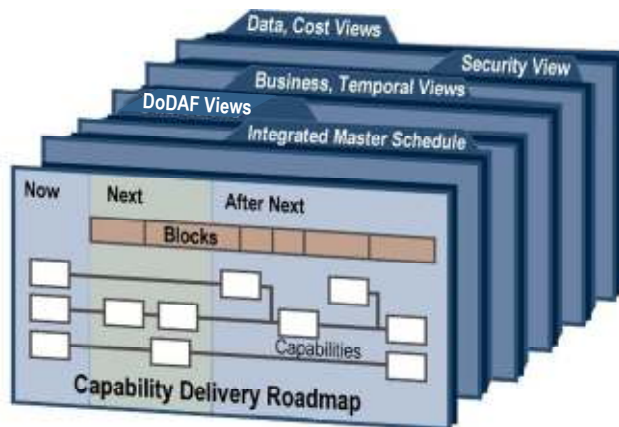 Data, Cost Views
Security View
Business, Temporal Views
DoDAF Views
Integrated Master Schedule
Now Next After Next
Blocks
Capabilities
Capability Delivery Roadmap